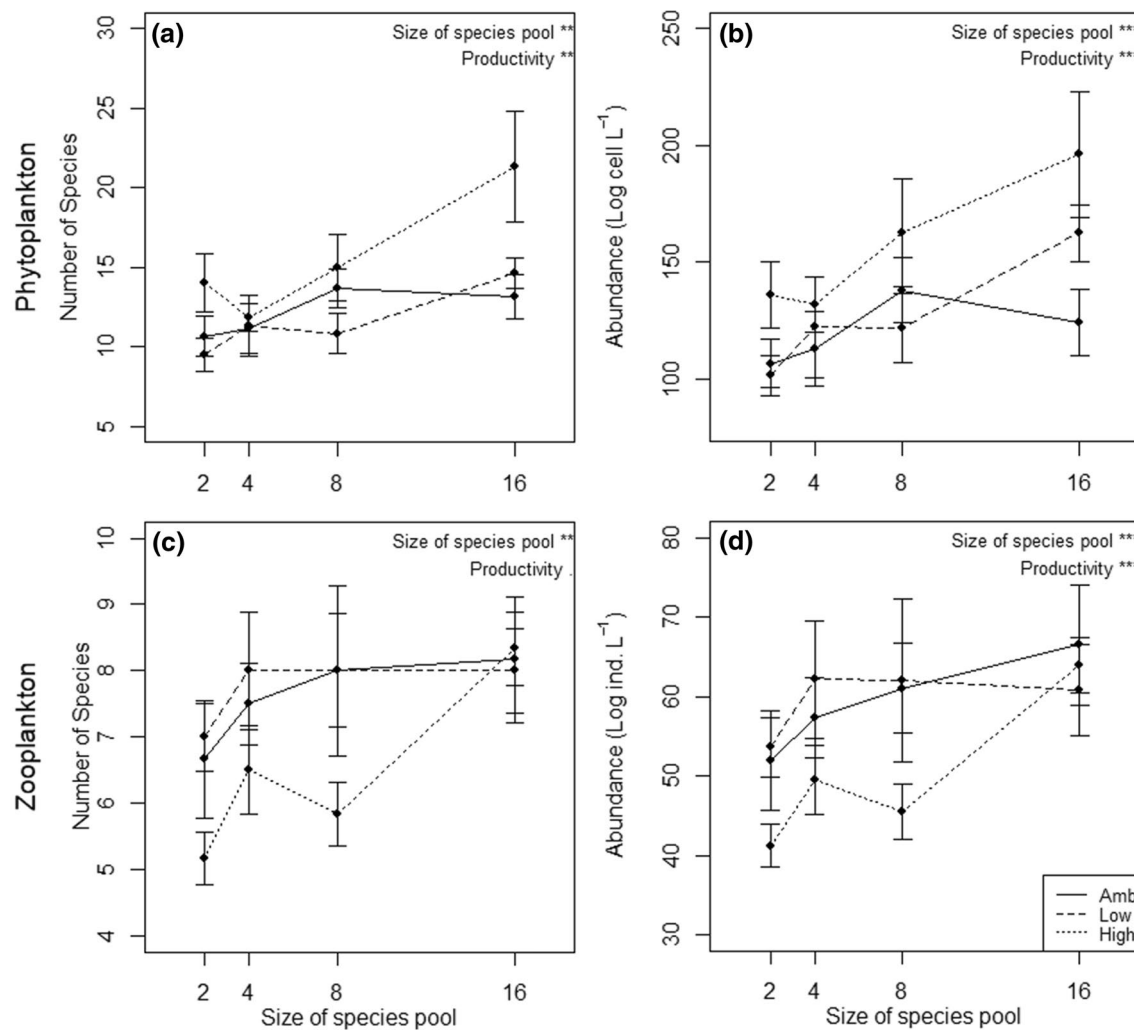 Phytoplankton
(a)
Size of species pool **
Productivity **
Number of Species
30
25
20
15
10
5
2 4 8 16
(b)
Size of species pool **
Productivity **
Abundance (Log cell L⁻¹)
250
200
150
100
2 4 8 16
Zooplankton
(c)
Size of species pool **
Productivity .
Number of Species
10
9
8
7
6
5
4
2 4 8 16
Size of species pool
(d)
Size of species pool **
Productivity **
Abundance (Log ind. L⁻¹)
80
70
60
50
40
30
Amb
Low
High
2 4 8 16
Size of species pool